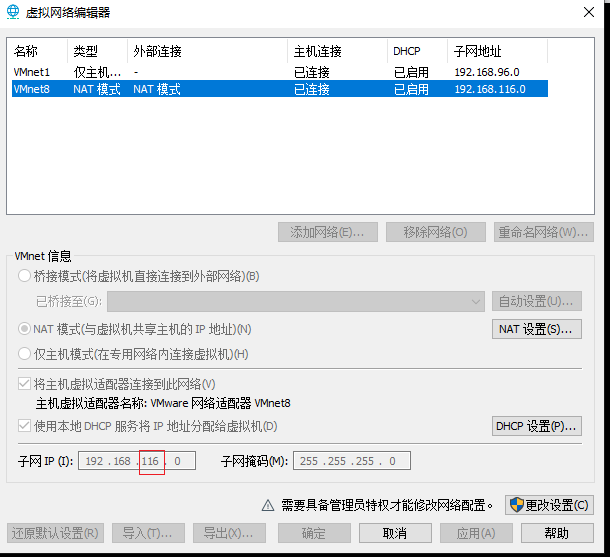 虚拟网络编辑器
名称 类型 外部连接 主机连接 DHCP 子网地址
VMnet1 仅主机... - 已连接 已启用 192.168.96.0
VMnet8 NAT 模式 NAT 模式 已连接 已启用 192.168.116.0
添加网络(E)... 移除网络(O) 重命名网络(W)...
VMnet 信息
桥接模式(将虚拟机直接连接到外部网络)(B)
已桥接至(G): 自动设置(U)...
NAT 模式(与虚拟机共享主机的 IP 地址)(N) NAT 设置(S)...
仅主机模式(在专用网络内连接虚拟机)(H)
将主机虚拟适配器连接到此网络(V)
主机虚拟适配器名称: VMware 网络适配器 VMnet8
使用本地 DHCP 服务将 IP 地址分配给虚拟机(D) DHCP 设置(P)...
子网 IP (I): 192 . 168 . 116 . 0 子网掩码(M): 255 . 255 . 255 . 0
需要具备管理员特权才能修改网络配置。 更改设置(C)
还原默认设置(R) 导入(T)... 导出(X)... 确定 取消 应用(A) 帮助